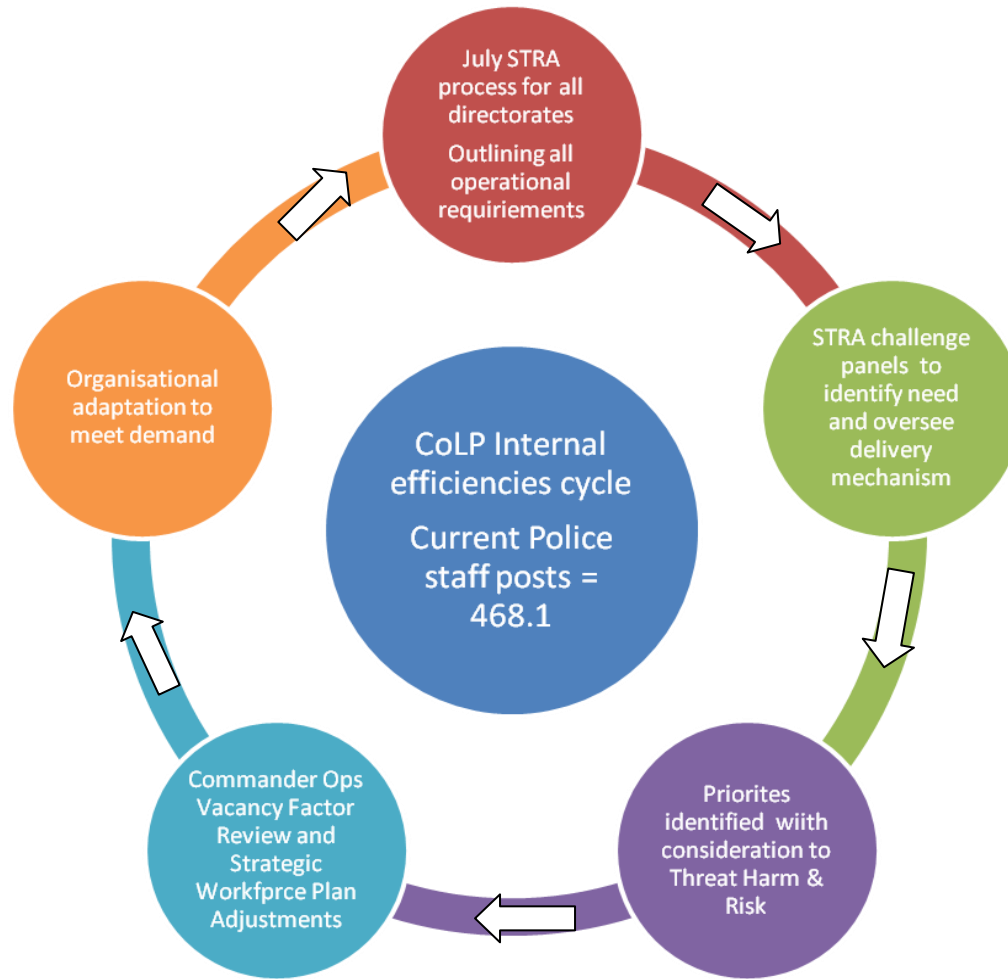 July STRA
process for all
directorates
Outlining all
operational
requiriements
STRA challenge
panels to
identify need
and oversee
delivery
mechanism
Priorites
identified wiith
consideration to
Threat Harm &
Risk
Commander Ops
Vacancy Factor
Review and
Strategic
Workfprce Plan
Adjustments
Organisational
adaptation to
meet demand
CoLP Internal
efficiencies cycle
Current Police
staff posts =
468.1